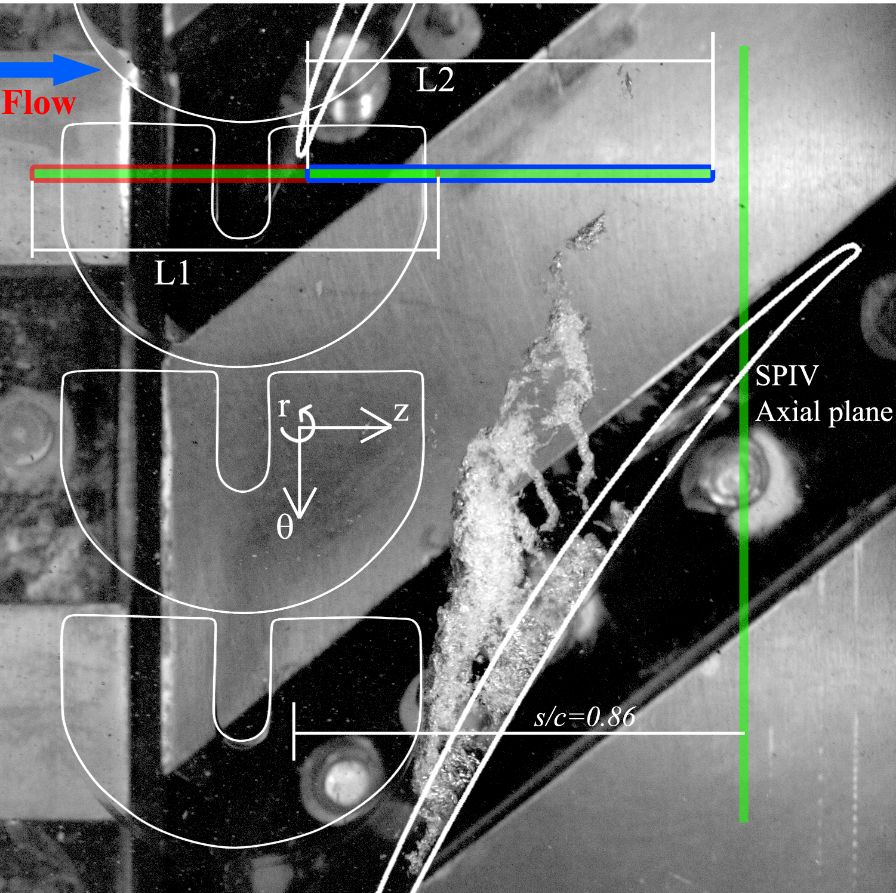 L2
Flow
L1
SPIV
Axial plane
r
z
θ
s/c=0.86